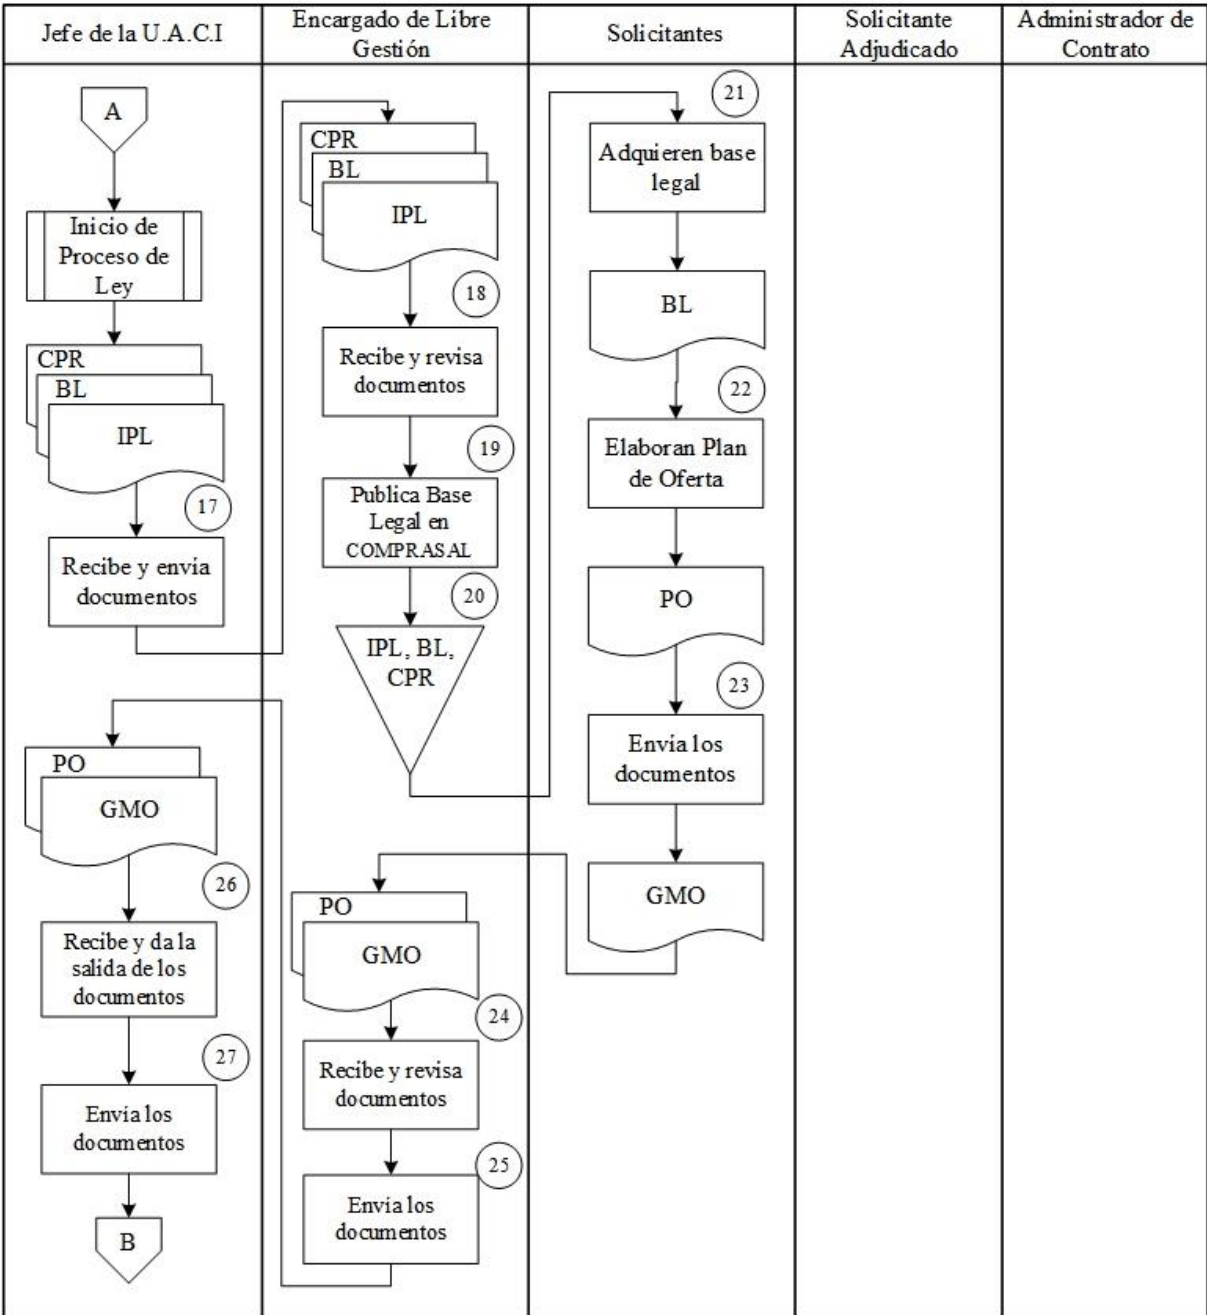 Jefe de la U.A.C.I
Encargado de Libre
Gestión
Solicitantes
Solicitante
Adjudicado
Administrador de
Contrato
A
Inicio de
Proceso de
Ley
CPR
BL
IPL
17
Recibe y envia
documentos
CPR
BL
IPL
18
Recibe y revisa
documentos
19
Publica Base
Legal en
COMPRASAL
20
IPL, BL,
CPR
21
Adquieren base
legal
BL
22
Elaboran Plan
de Oferta
PO
23
Envía los
documentos
GMO
PO
GMO
24
Recibe y revisa
documentos
25
Envía los
documentos
PO
GMO
26
Recibe y da la
salida de los
documentos
27
Envía los
documentos
B